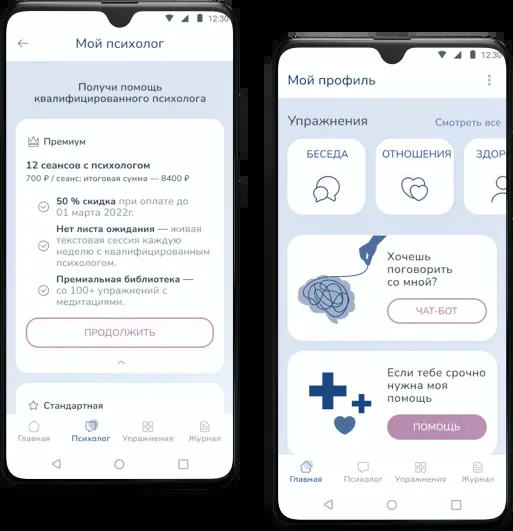 12:30
Мой психолог
Получи помощь
квалифицированного психолога
Премиум
12 сеансов с психологом
700 ₽ / сеанс; итоговая сумма — 8400 ₽
50 % скидка при оплате до
01 марта 2022г.
Нет листа ожидания — живая
текстовая сессия каждую
неделю с квалифицированным
психологом.
Премиальная библиотека —
со 100+ упражнений с
медитациями.
ПРОДОЛЖИТЬ
Стандартная
Главная Психолог Упражнения Журнал
12:30
Мой профиль
Упражнения Смотреть все
БЕСЕДА ОТНОШЕНИЯ ЗДОР
Хочешь
поговорить
со мной?
ЧАТ-БОТ
Если тебе срочно
нужна моя
помощь
ПОМОЩЬ
Главная Психолог Упражнения Журнал